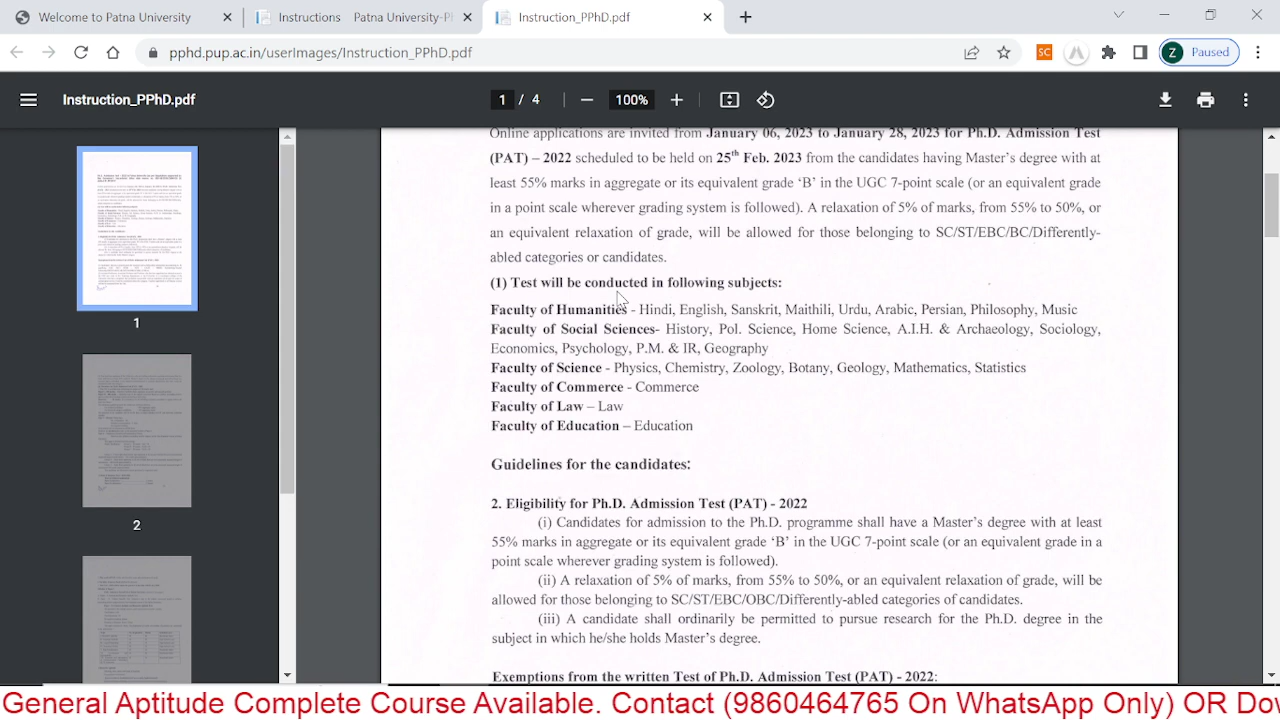 Welcome to Patna University
Instructions Patna University-Pl
Instruction_PPhD.pdf
pphd.pup.ac.in/userImages/Instruction_PPhD.pdf
SC
Z Paused
Instruction_PPhD.pdf
1 / 4
100%
Online applications are invited from January 06, 2023 to January 28, 2023 for Ph.D. Admission Test
(PAT) – 2022 scheduled to be held on 25th Feb. 2023 from the candidates having Master's degree with at
least 55% marks in aggregate or its equivalent grade 'B' in the UGC 7-point scale (or an equivalent grade
in a point scale wherever grading system is followed). A relaxation of 5% of marks, from 55% to 50%, or
an equivalent relaxation of grade, will be allowed for those belonging to SC/ST/EBC/BC/Differently-
abled categories or candidates.
(1) Test will be conducted in following subjects:
Faculty of Humanities - Hindi, English, Sanskrit, Maithili, Urdu, Arabic, Persian, Philosophy, Music
Faculty of Social Sciences- History, Pol. Science, Home Science, A.I.H. & Archaeology, Sociology,
Economics, Psychology, P.M. & IR, Geography
Faculty of Science- Physics, Chemistry, Zoology, Botany, Geology, Mathematics, Statistics
Faculty of Commerce - Commerce
Faculty of Law – Law
Faculty of Education – Education
Guidelines for the candidates:
2. Eligibility for Ph.D. Admission Test (PAT) - 2022
(i) Candidates for admission to the Ph.D. programme shall have a Master's degree with at least
55% marks in aggregate or its equivalent grade 'B' in the UGC 7-point scale (or an equivalent grade in a
point scale wherever grading system is followed).
(ii) A relaxation of 5% of marks, from 55% to 50%, or an equivalent relaxation of grade, will be
allowed for those belonging to SC/ST/EBC/OBC/Differently-abled categories of candidates.
(iii) Candidates shall ordinarily be permitted to pursue research for the Ph.D. degree in the
subject in which he/she holds Master's degree.
Exemption from the Written Test of Ph.D. Admission Test (PAT) - 2022:
1
2
General Aptitude Complete Course Available. Contact (9860464765 On WhatsApp Only) OR Dow